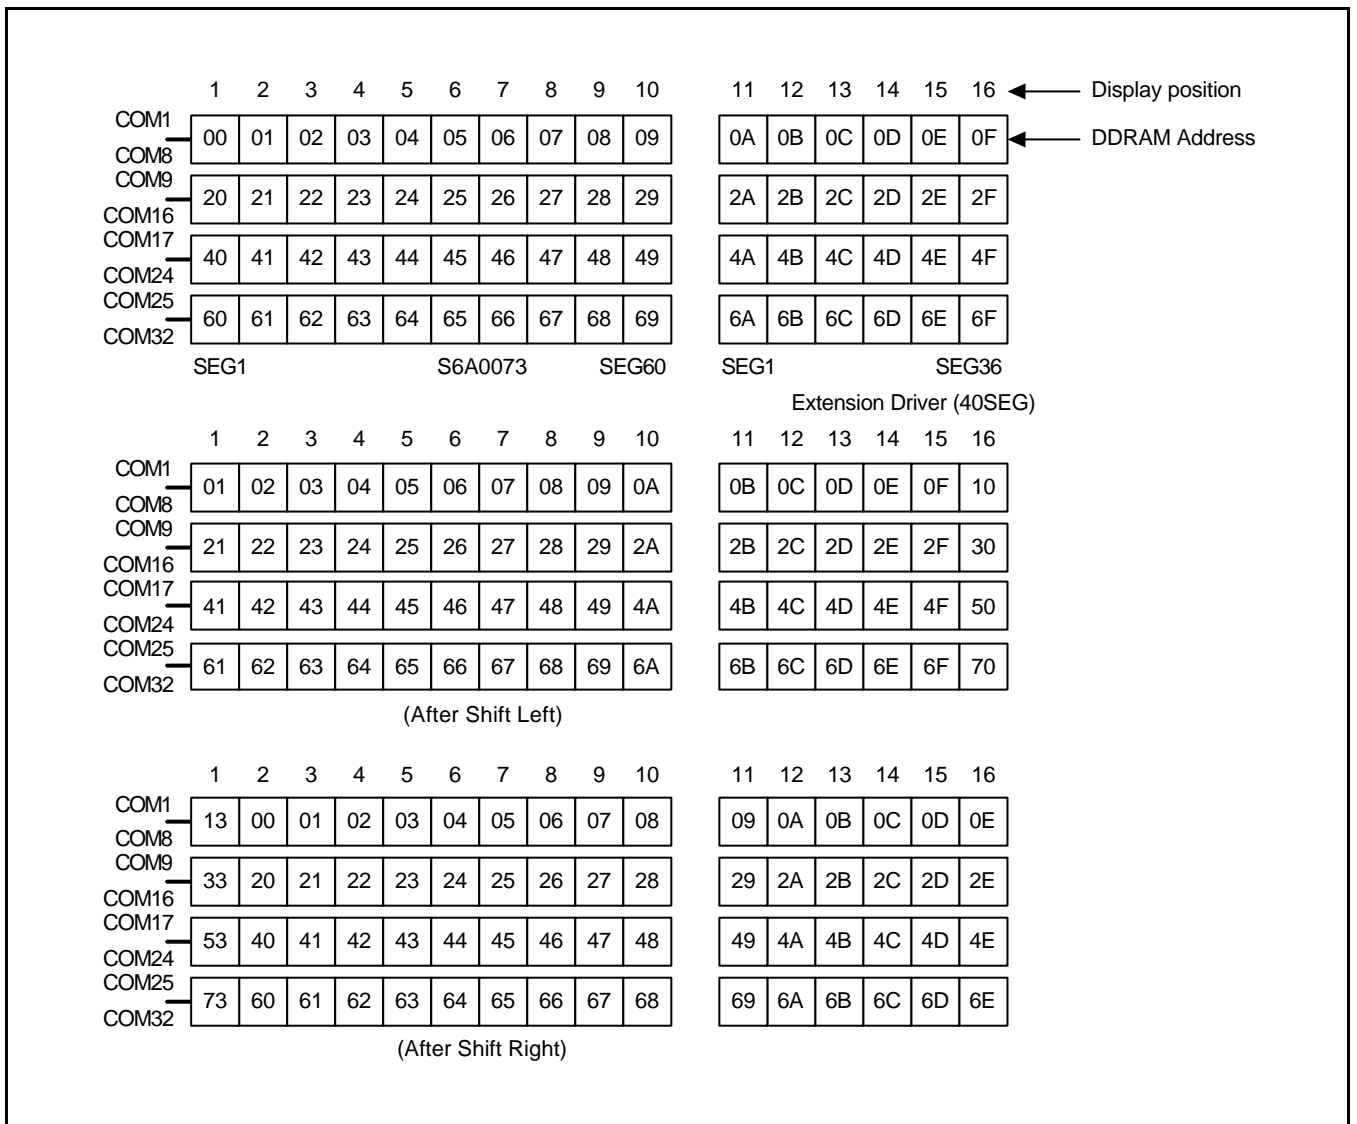 1 2 3 4 5 6 7 8 9 10 11 12 13 14 15 16 Display position
COM1
00 01 02 03 04 05 06 07 08 09 0A 0B 0C 0D 0E 0F DDRAM Address
COM8
COM9
20 21 22 23 24 25 26 27 28 29 2A 2B 2C 2D 2E 2F
COM16
COM17
40 41 42 43 44 45 46 47 48 49 4A 4B 4C 4D 4E 4F
COM24
COM25
60 61 62 63 64 65 66 67 68 69 6A 6B 6C 6D 6E 6F
COM32
SEG1 S6A0073 SEG60 SEG1 SEG36
Extension Driver (40SEG)
1 2 3 4 5 6 7 8 9 10 11 12 13 14 15 16
COM1
01 02 03 04 05 06 07 08 09 0A 0B 0C 0D 0E 0F 10
COM8
COM9
21 22 23 24 25 26 27 28 29 2A 2B 2C 2D 2E 2F 30
COM16
COM17
41 42 43 44 45 46 47 48 49 4A 4B 4C 4D 4E 4F 50
COM24
COM25
61 62 63 64 65 66 67 68 69 6A 6B 6C 6D 6E 6F 70
COM32
(After Shift Left)
1 2 3 4 5 6 7 8 9 10 11 12 13 14 15 16
COM1
13 00 01 02 03 04 05 06 07 08 09 0A 0B 0C 0D 0E
COM8
COM9
33 20 21 22 23 24 25 26 27 28 29 2A 2B 2C 2D 2E
COM16
COM17
53 40 41 42 43 44 45 46 47 48 49 4A 4B 4C 4D 4E
COM24
COM25
73 60 61 62 63 64 65 66 67 68 69 6A 6B 6C 6D 6E
COM32
(After Shift Right)